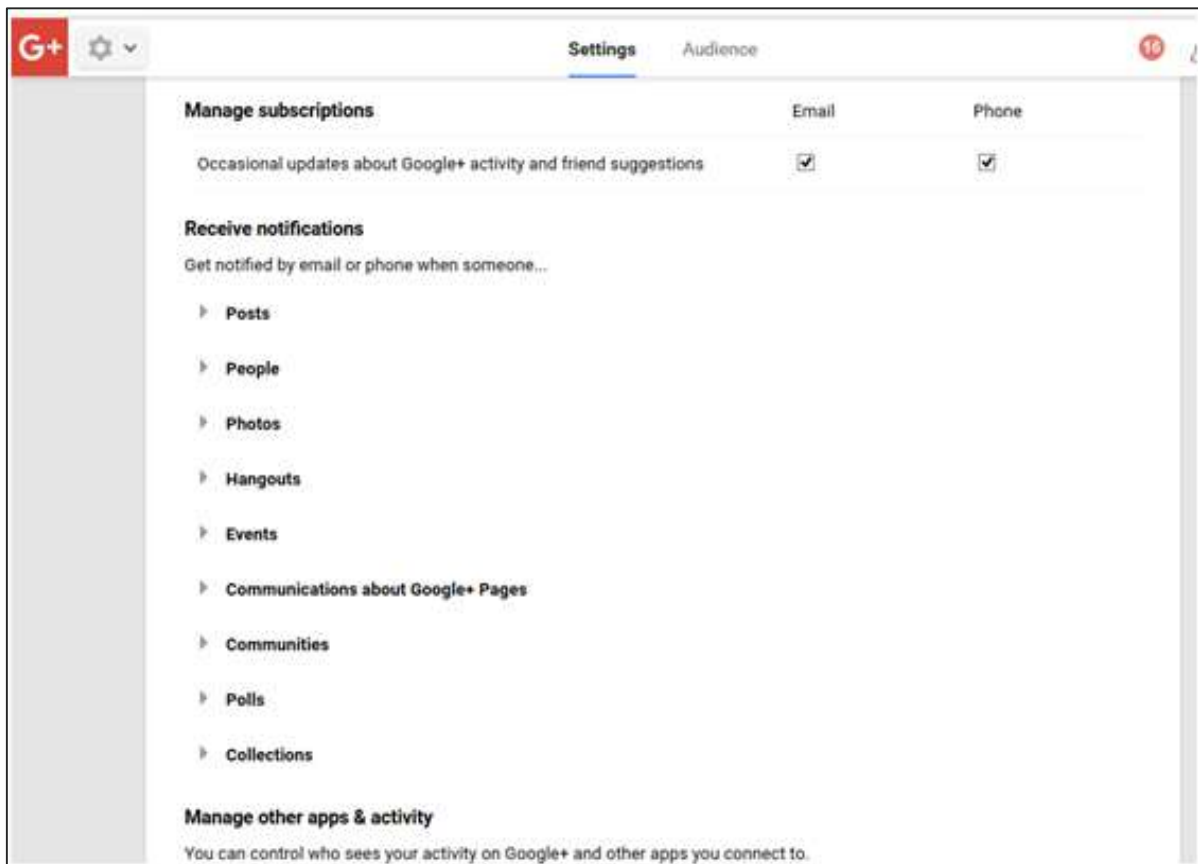 G+ Settings Audience 16
Manage subscriptions Email Phone
Occasional updates about Google+ activity and friend suggestions
Receive notifications
Get notified by email or phone when someone...
Posts
People
Photos
Hangouts
Events
Communications about Google+ Pages
Communities
Polls
Collections
Manage other apps & activity
You can control who sees your activity on Google+ and other apps you connect to.